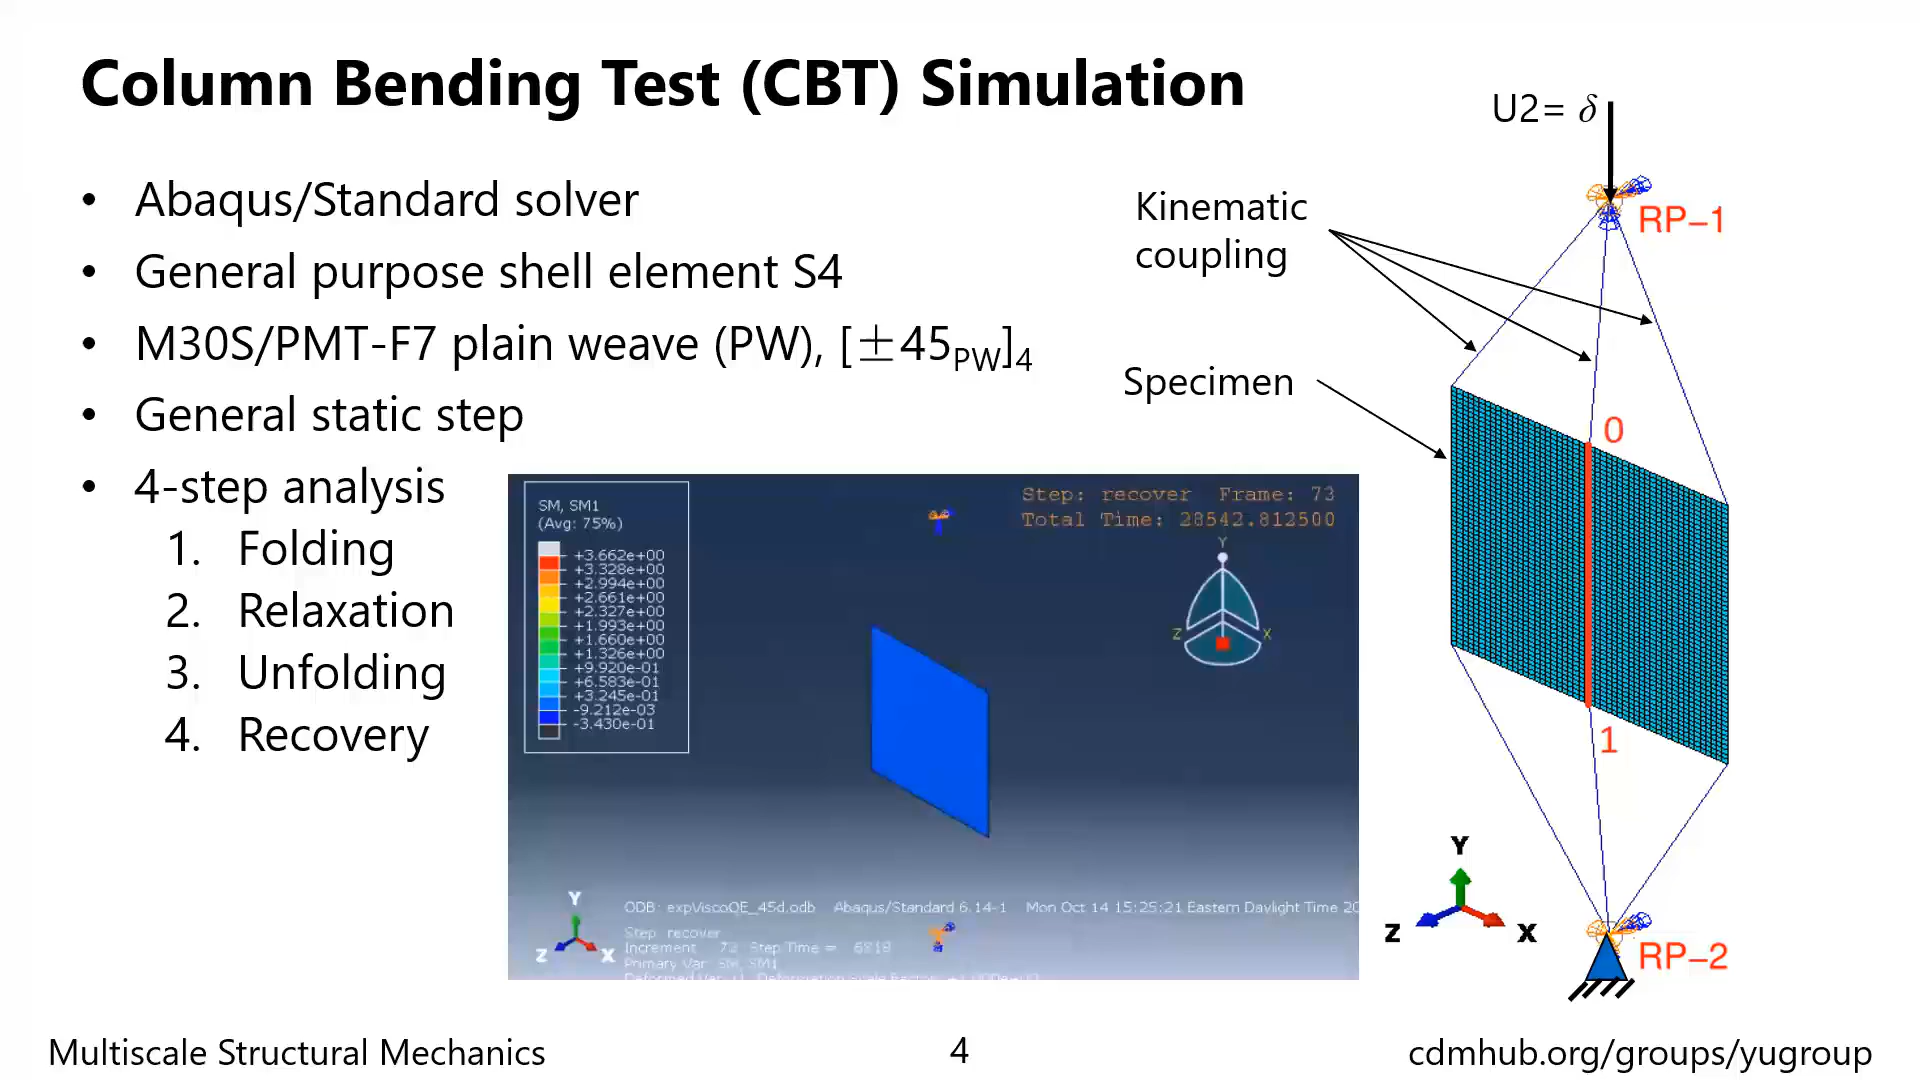 Column Bending Test (CBT) Simulation
• Abaqus/Standard solver
• General purpose shell element S4
• M30S/PMT-F7 plain weave (PW), [±45PW]4
• General static step
• 4-step analysis
1. Folding
2. Relaxation
3. Unfolding
4. Recovery
SM, SM1
(Avg: 75%)
+3.662e+00
+3.328e+00
+2.994e+00
+2.661e+00
+2.327e+00
+1.993e+00
+1.660e+00
+1.326e+00
+9.920e-01
+6.583e-01
+3.245e-01
-9.212e-03
-3.430e-01
Step: recover Frame: 73
Total Time: 28542.812500
Y
Z X
Y
Z X
ODB: expViscoQE_45d.odb Abaqus/Standard 6.14-1 Mon Oct 14 15:25:21 Eastern Daylight Time 20
Step: recover
Increment 73: Step Time = 6818
Primary Var: SM, SM1
U2= δ
RP-1
Kinematic
coupling
Specimen
0
1
Y
Z X
RP-2
Multiscale Structural Mechanics
4
cdmhub.org/groups/yugroup